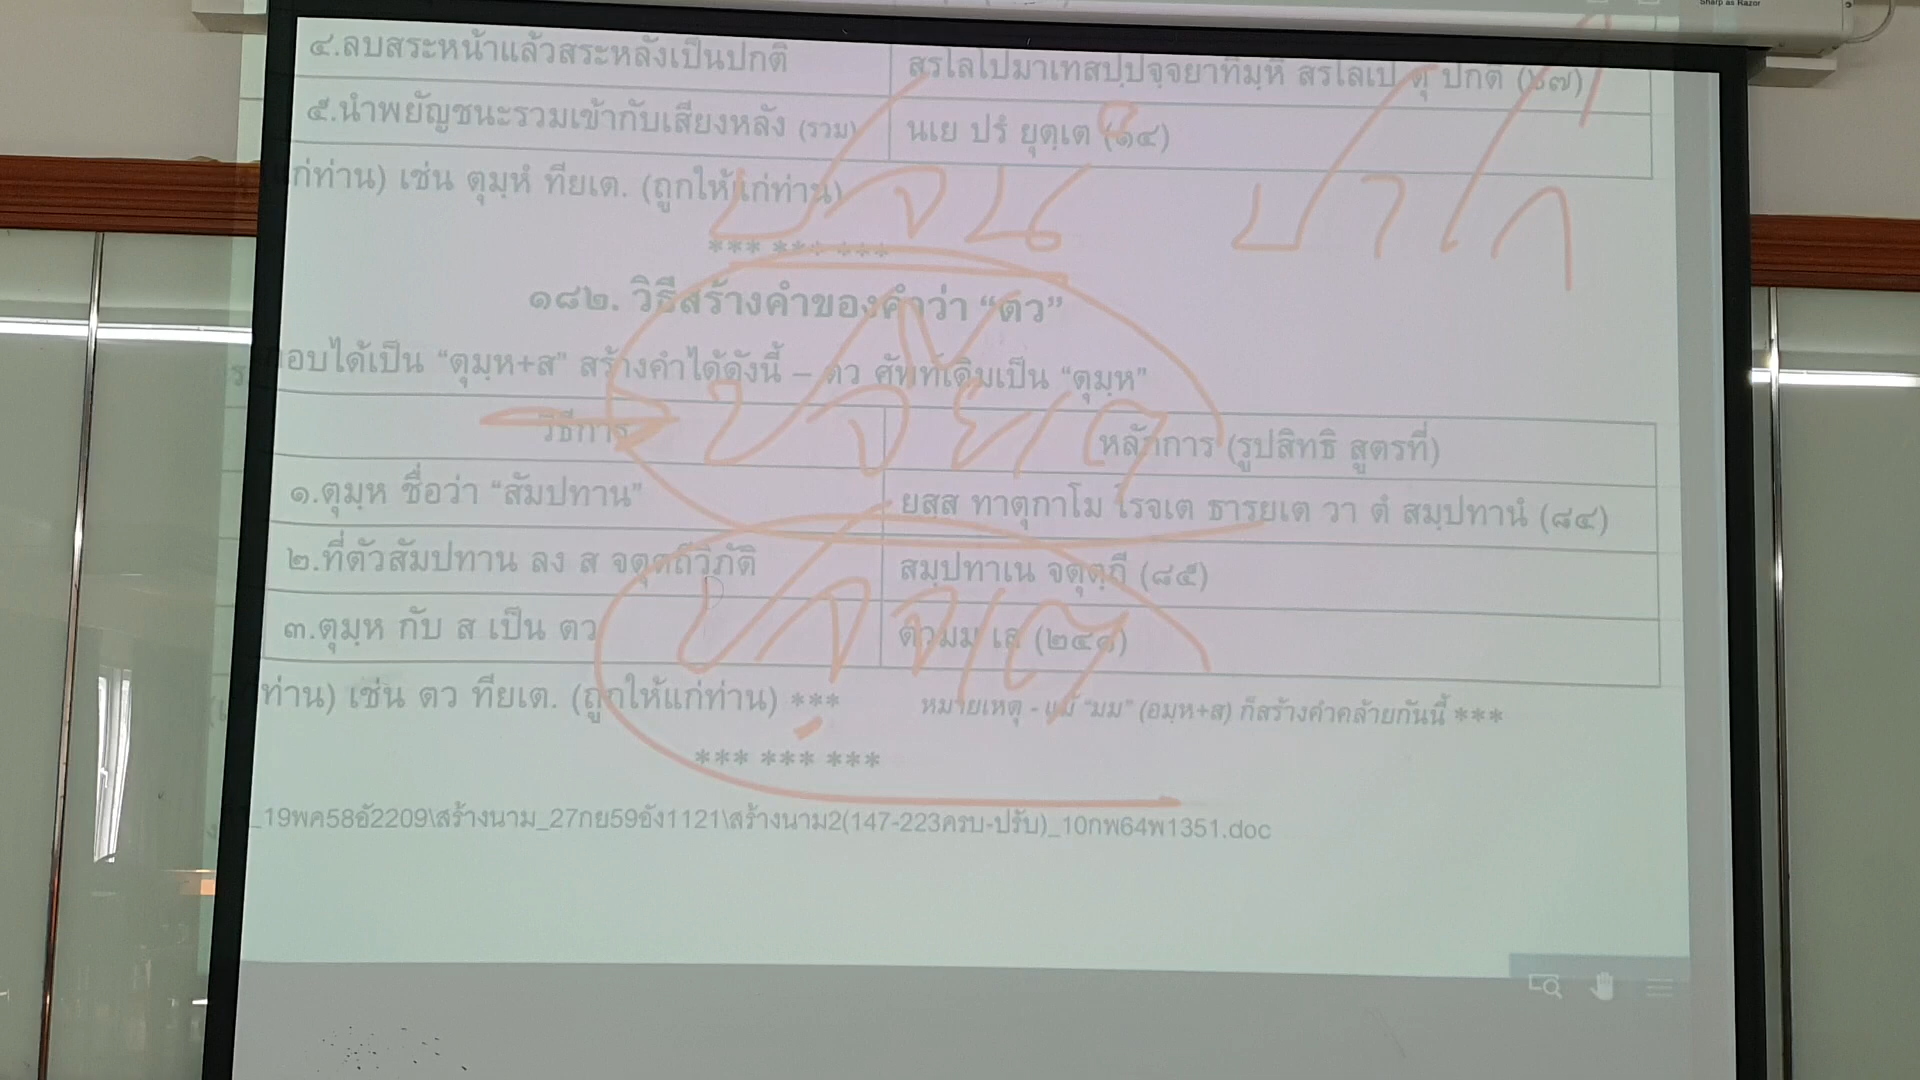 Sharp as Razor
๔.ลบสระหน้าแล้วสระหลังเป็นปกติ สรโลโปมาเทสปฺปจฺจยาทิมฺหิ สรโลเป ตุ ปกติ (๖๗)
๕.นำพยัญชนะรวมเข้ากับเสียงหลัง (รวม) นเย ปรํ ยุตฺเต (๑๔)
ก่ท่าน) เช่น ตุมฺหํ ทียเต. (ถูกให้แก่ท่าน)
ปจน ปาโก
*** *** ***
๑๘๒. วิธีสร้างคำของคำว่า “ตว”
อบได้เป็น “ตุมฺห+ส” สร้างคำได้ดังนี้ – ตว ศัพท์เดิมเป็น “ตุมฺห”
วิธีการ หลักการ (รูปสิทธิ สูตรที่)
๑.ตุมฺห ชื่อว่า “สัมปทาน” ยสฺส ทาตุกาโม โรจเต ธารยเต วา ตํ สมฺปทานํ (๘๔)
๒.ที่ตัวสัมปทาน ลง ส จตุตถีวิภัติ สมฺปทาเน จตุตฺถี (๘๕)
๓.ตุมฺห กับ ส เป็น ตว ตวมม เส (๒๔๑)
ท่าน) เช่น ตว ทียเต. (ถูกให้แก่ท่าน) *** หมายเหตุ - แม้ “มม” (อมฺห+ส) ก็สร้างคำคล้ายกันนี้ ***
*** *** ***
_19พค58อั2209\สร้างนาม_27กย59อัง1121\สร้างนาม2(147-223ครบ-ปรับ)_10กพ64พ1351.doc